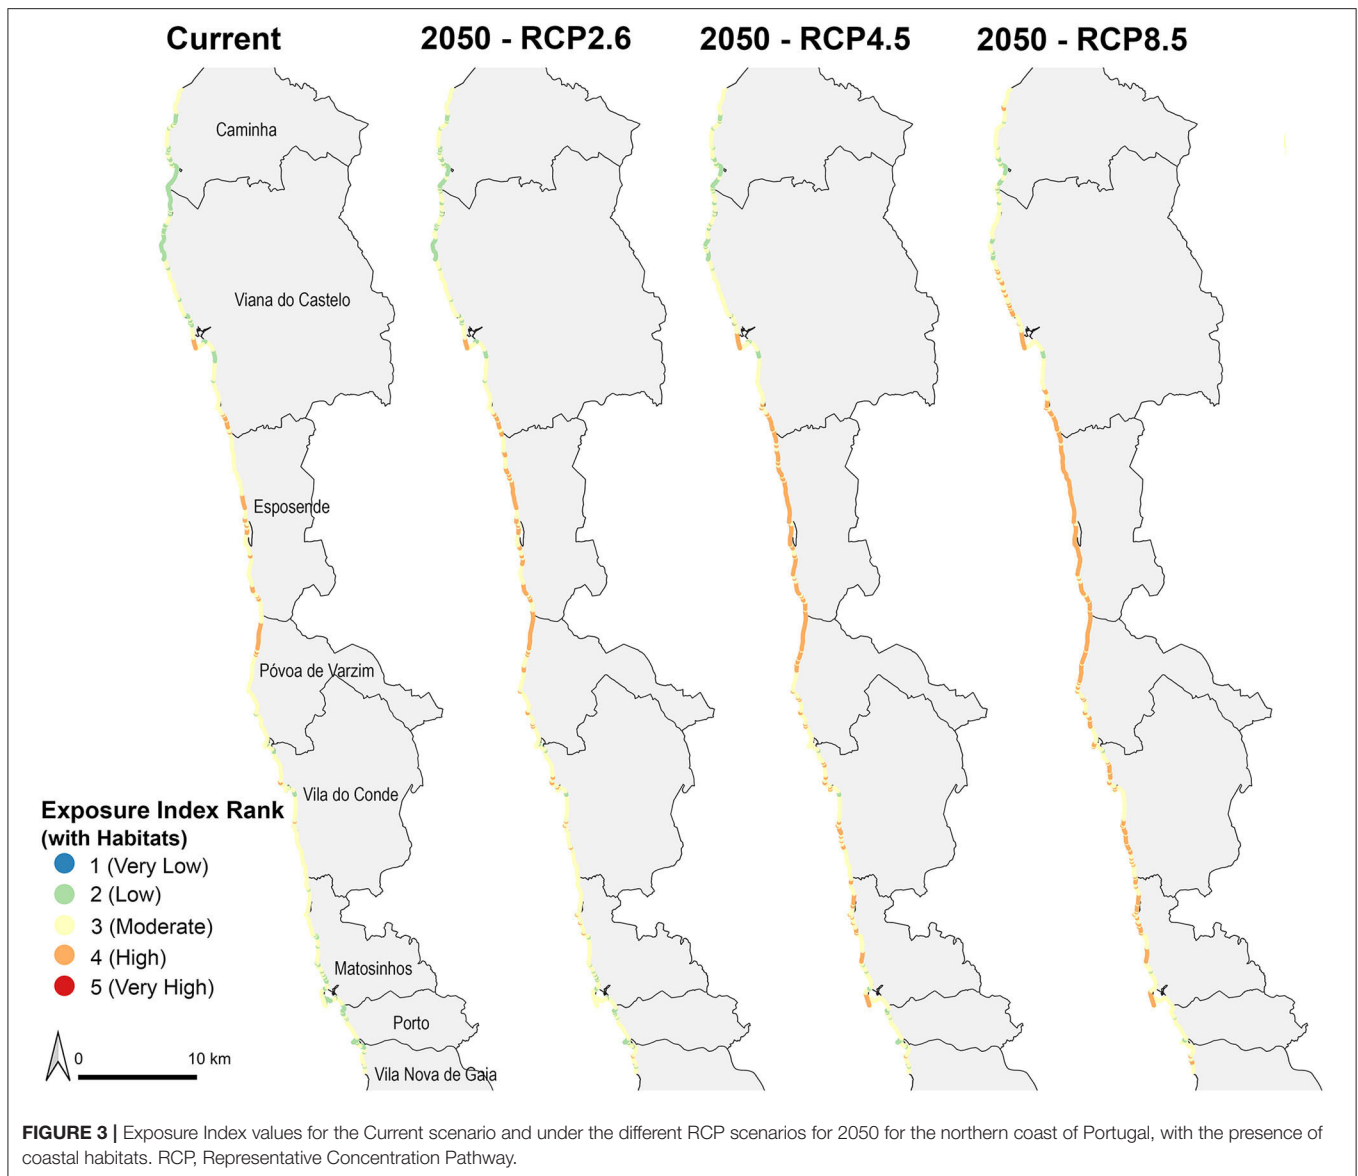 Current
2050 - RCP2.6
2050 - RCP4.5
2050 - RCP8.5
Caminha
Viana do Castelo
Esposende
Póvoa de Varzim
Vila do Conde
Matosinhos
Porto
Vila Nova de Gaia
Exposure Index Rank
(with Habitats)
1 (Very Low)
2 (Low)
3 (Moderate)
4 (High)
5 (Very High)
0 10 km
FIGURE 3 | Exposure Index values for the Current scenario and under the different RCP scenarios for 2050 for the northern coast of Portugal, with the presence of
coastal habitats. RCP, Representative Concentration Pathway.